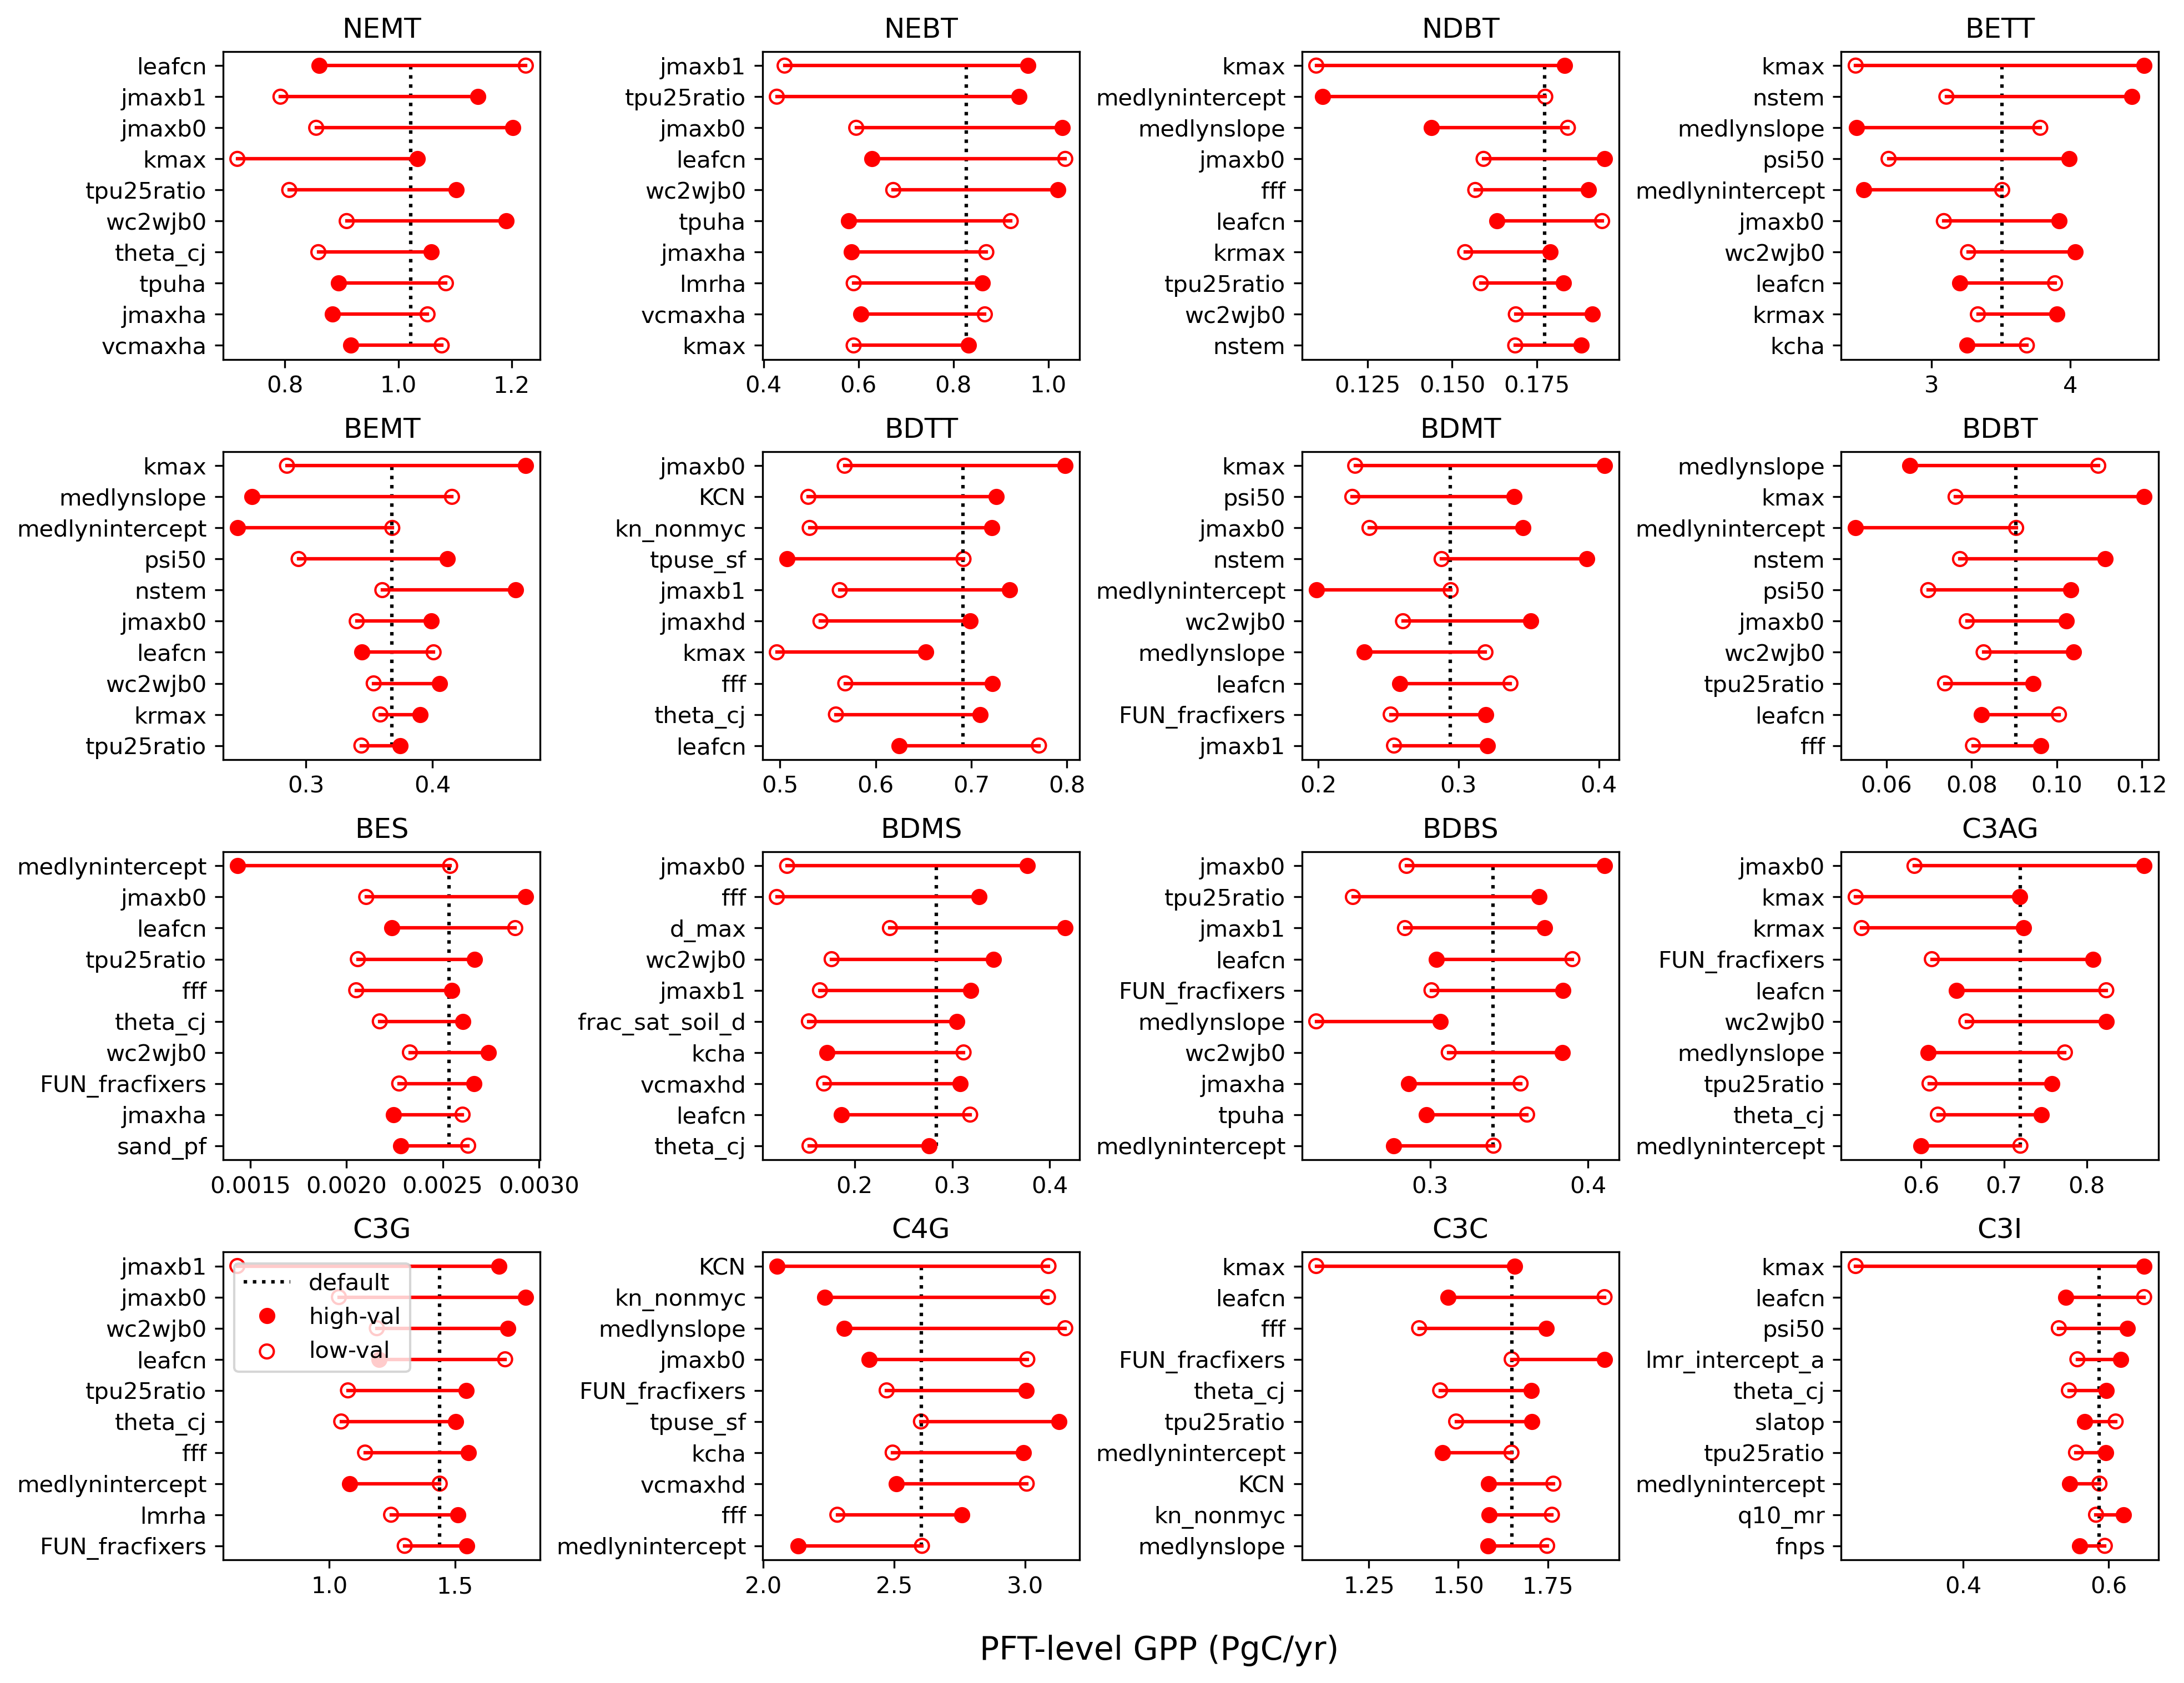 NEMT
leafcn
jmaxb1
jmaxb0
kmax
tpu25ratio
wc2wjb0
theta_cj
tpuha
jmaxha
vcmaxha
0.8 1.0 1.2
NEBT
jmaxb1
tpu25ratio
jmaxb0
leafcn
wc2wjb0
tpuha
jmaxha
lmrha
vcmaxha
kmax
0.4 0.6 0.8 1.0
NDBT
kmax
medlynintercept
medlynslope
jmaxb0
fff
leafcn
krmax
tpu25ratio
wc2wjb0
nstem
0.125 0.150 0.175
BETT
kmax
nstem
medlynslope
psi50
medlynintercept
jmaxb0
wc2wjb0
leafcn
krmax
kcha
3 4
BEMT
kmax
medlynslope
medlynintercept
psi50
nstem
jmaxb0
leafcn
wc2wjb0
krmax
tpu25ratio
0.3 0.4
BDTT
jmaxb0
KCN
kn_nonmyc
tpuse_sf
jmaxb1
jmaxhd
kmax
fff
theta_cj
leafcn
0.5 0.6 0.7 0.8
BDMT
kmax
psi50
jmaxb0
nstem
medlynintercept
wc2wjb0
medlynslope
leafcn
FUN_fracfixers
jmaxb1
0.2 0.3 0.4
BDBT
medlynslope
kmax
medlynintercept
nstem
psi50
jmaxb0
wc2wjb0
tpu25ratio
leafcn
fff
0.06 0.08 0.10 0.12
BES
medlynintercept
jmaxb0
leafcn
tpu25ratio
fff
theta_cj
wc2wjb0
FUN_fracfixers
jmaxha
sand_pf
0.0015 0.0020 0.0025 0.0030
BDMS
jmaxb0
fff
d_max
wc2wjb0
jmaxb1
frac_sat_soil_d
kcha
vcmaxhd
leafcn
theta_cj
0.2 0.3 0.4
BDBS
jmaxb0
tpu25ratio
jmaxb1
leafcn
FUN_fracfixers
medlynslope
wc2wjb0
jmaxha
tpuha
medlynintercept
0.3 0.4
C3AG
jmaxb0
kmax
krmax
FUN_fracfixers
leafcn
wc2wjb0
medlynslope
tpu25ratio
theta_cj
medlynintercept
0.6 0.7 0.8
C3G
jmaxb1
jmaxb0
wc2wjb0
leafcn
tpu25ratio
theta_cj
fff
medlynintercept
lmrha
FUN_fracfixers
default
high-val
low-val
1.0 1.5
C4G
KCN
kn_nonmyc
medlynslope
jmaxb0
FUN_fracfixers
tpuse_sf
kcha
vcmaxhd
fff
medlynintercept
2.0 2.5 3.0
C3C
kmax
leafcn
fff
FUN_fracfixers
theta_cj
tpu25ratio
medlynintercept
KCN
kn_nonmyc
medlynslope
1.25 1.50 1.75
C3I
kmax
leafcn
psi50
lmr_intercept_a
theta_cj
slatop
tpu25ratio
medlynintercept
q10_mr
fnps
0.4 0.6
PFT-level GPP (PgC/yr)